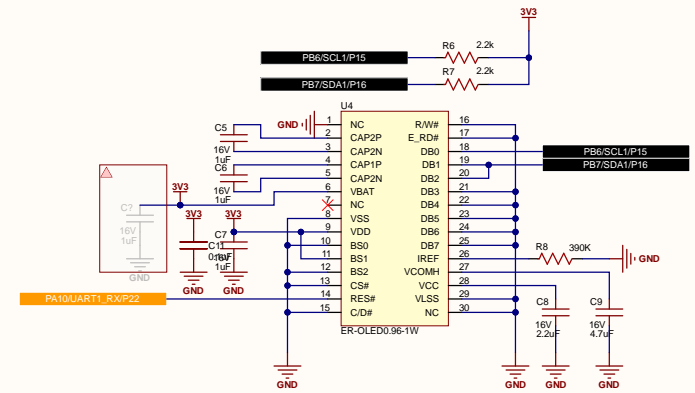 3V3
PB6/SCL1/P15
R6
2.2k
PB7/SDA1/P16
R7
2.2k
U4
GND
1
NC
R/W#
16
2
CAP2P
E_RD#
17
C5
16V
1uF
3
CAP2N
DB0
18
PB6/SCL1/P15
4
CAP1P
DB1
19
PB7/SDA1/P16
C6
16V
1uF
5
CAP2N
DB2
20
3V3
6
VBAT
DB3
21
C?
16V
1uF
GND
7
NC
DB4
22
3V3
3V3
8
VSS
DB5
23
9
VDD
DB6
24
C7
1uF
10
BS0
DB7
25
GND
GND
11
BS1
IREF
26
R8
390K
GND
12
BS2
VCOMH
27
13
CS#
VCC
28
PA10/UART1_RX/P22
14
RES#
VLSS
29
15
C/D#
NC
30
C8
16V
2.2uF
C9
16V
4.7uF
ER-OLED0.96-1W
GND
GND
GND
GND